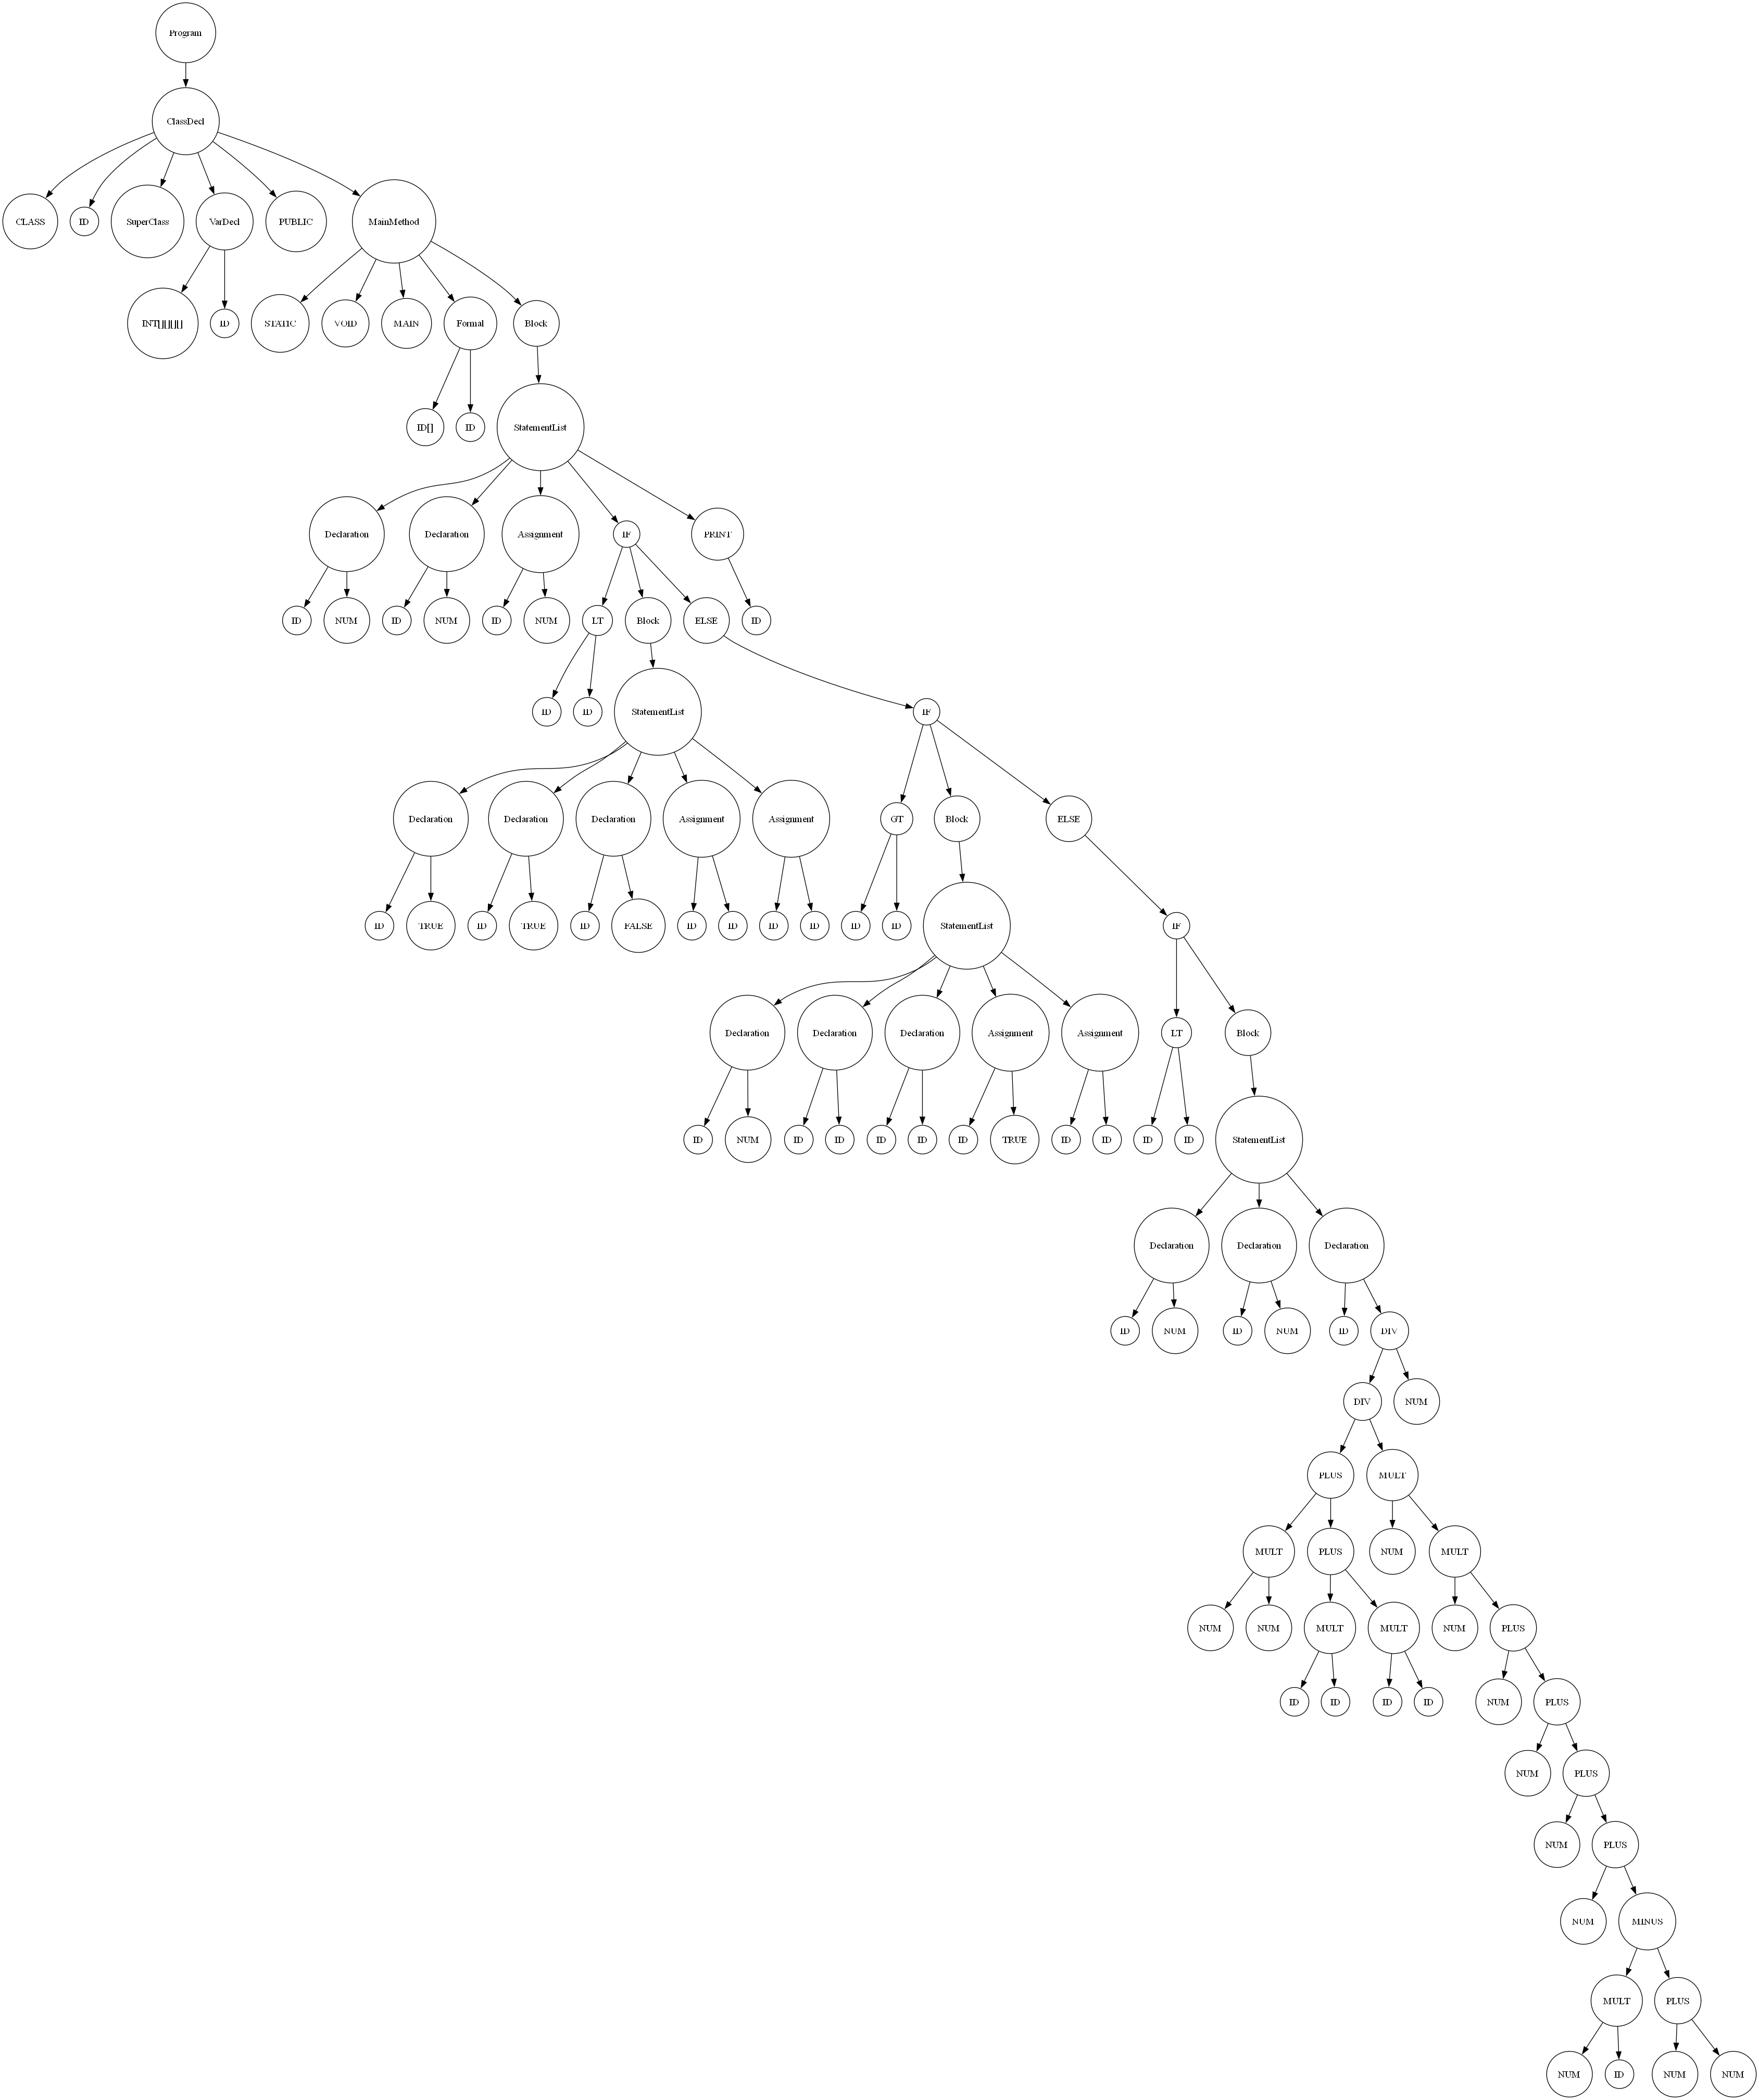 Program
ClassDecl
CLASS ID SuperClass VarDecl PUBLIC MainMethod
INT[][][][] ID STATIC VOID MAIN Formal Block
ID[] ID StatementList
Declaration Declaration Assignment IF PRINT
ID NUM ID NUM ID NUM LT Block ELSE ID
ID ID StatementList IF
Declaration Declaration Declaration Assignment Assignment GT Block ELSE
ID TRUE ID TRUE ID FALSE ID ID ID ID ID ID StatementList IF
Declaration Declaration Declaration Assignment Assignment LT Block
ID NUM ID ID ID ID ID TRUE ID ID ID ID StatementList
Declaration Declaration Declaration
ID NUM ID NUM ID DIV
DIV NUM
PLUS MULT
MULT PLUS NUM MULT
NUM NUM MULT MULT NUM PLUS
ID ID ID ID NUM PLUS
NUM PLUS
NUM PLUS
NUM MINUS
MULT PLUS
NUM ID NUM NUM